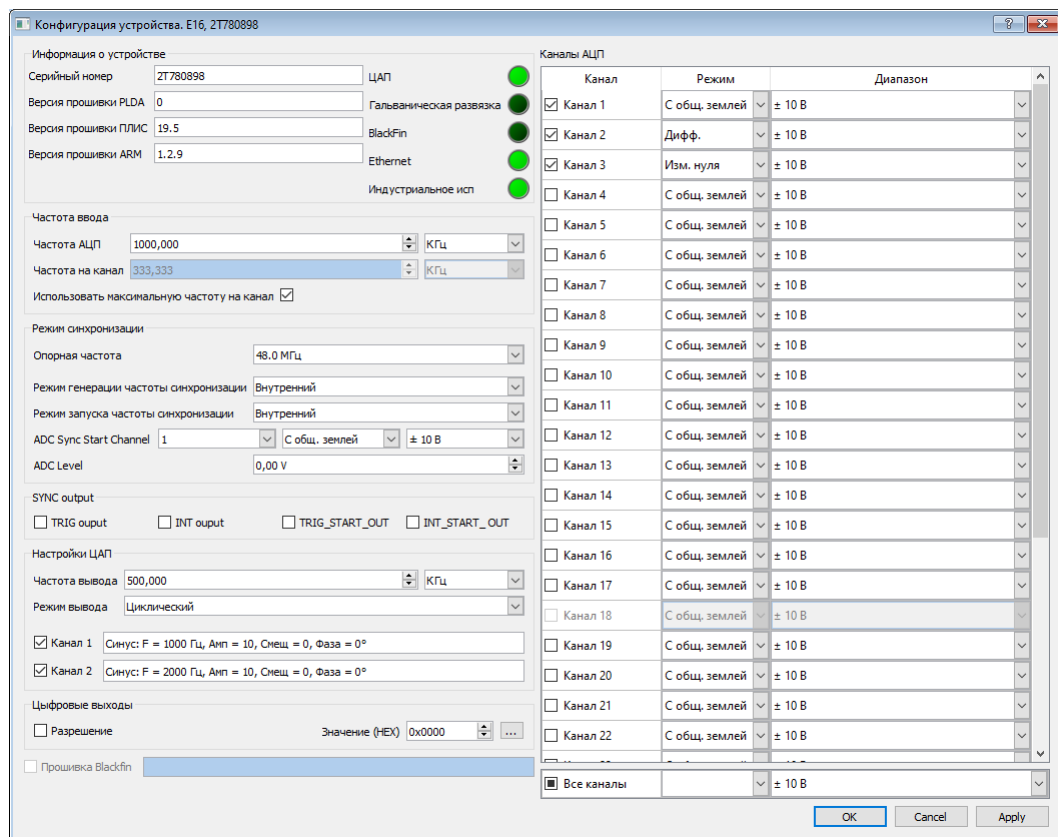 Конфигурация устройства. E16, 2T780898
Информация о устройстве
Серийный номер 2T780898 ЦАП
Версия прошивки PLDA 0 Гальваническая развязка
Версия прошивки ПЛИС 19.5 BlackFin
Версия прошивки ARM 1.2.9 Ethernet
Индустриальное исп
Частота ввода
Частота АЦП 1000,000 КГц
Частота на канал 333,333 КГц
Использовать максимальную частоту на канал
Режим синхронизации
Опорная частота 48.0 МГц
Режим генерации частоты синхронизации Внутренний
Режим запуска частоты синхронизации Внутренний
ADC Sync Start Channel 1 С общ. землей ± 10 В
ADC Level 0,00 V
SYNC output
TRIG ouput INT ouput TRIG_START_OUT INT_START_ OUT
Настройки ЦАП
Частота вывода 500,000 КГц
Режим вывода Циклический
Канал 1 Синус: F = 1000 Гц, Амп = 10, Смещ = 0, Фаза = 0°
Канал 2 Синус: F = 2000 Гц, Амп = 10, Смещ = 0, Фаза = 0°
Цыфровые выходы
Разрешение Значение (HEX) 0x0000 ...
Прошивка Blackfin
Каналы АЦП
Канал Режим Диапазон
Канал 1 С общ. землей ± 10 В
Канал 2 Дифф. ± 10 В
Канал 3 Изм. нуля ± 10 В
Канал 4 С общ. землей ± 10 В
Канал 5 С общ. землей ± 10 В
Канал 6 С общ. землей ± 10 В
Канал 7 С общ. землей ± 10 В
Канал 8 С общ. землей ± 10 В
Канал 9 С общ. землей ± 10 В
Канал 10 С общ. землей ± 10 В
Канал 11 С общ. землей ± 10 В
Канал 12 С общ. землей ± 10 В
Канал 13 С общ. землей ± 10 В
Канал 14 С общ. землей ± 10 В
Канал 15 С общ. землей ± 10 В
Канал 16 С общ. землей ± 10 В
Канал 17 С общ. землей ± 10 В
Канал 18 С общ. землей ± 10 В
Канал 19 С общ. землей ± 10 В
Канал 20 С общ. землей ± 10 В
Канал 21 С общ. землей ± 10 В
Канал 22 С общ. землей ± 10 В
Все каналы ± 10 В
OK Cancel Apply